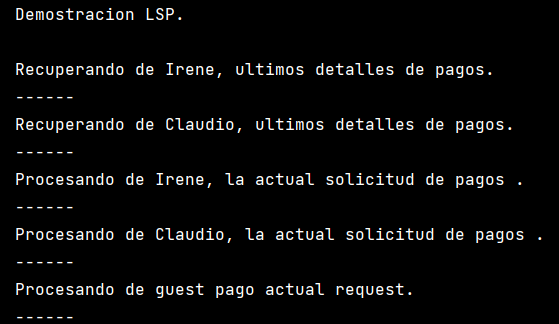 Demostracion LSP.
Recuperando de Irene, ultimos detalles de pagos.
------
Recuperando de Claudio, ultimos detalles de pagos.
------
Procesando de Irene, la actual solicitud de pagos .
------
Procesando de Claudio, la actual solicitud de pagos .
------
Procesando de guest pago actual request.
------